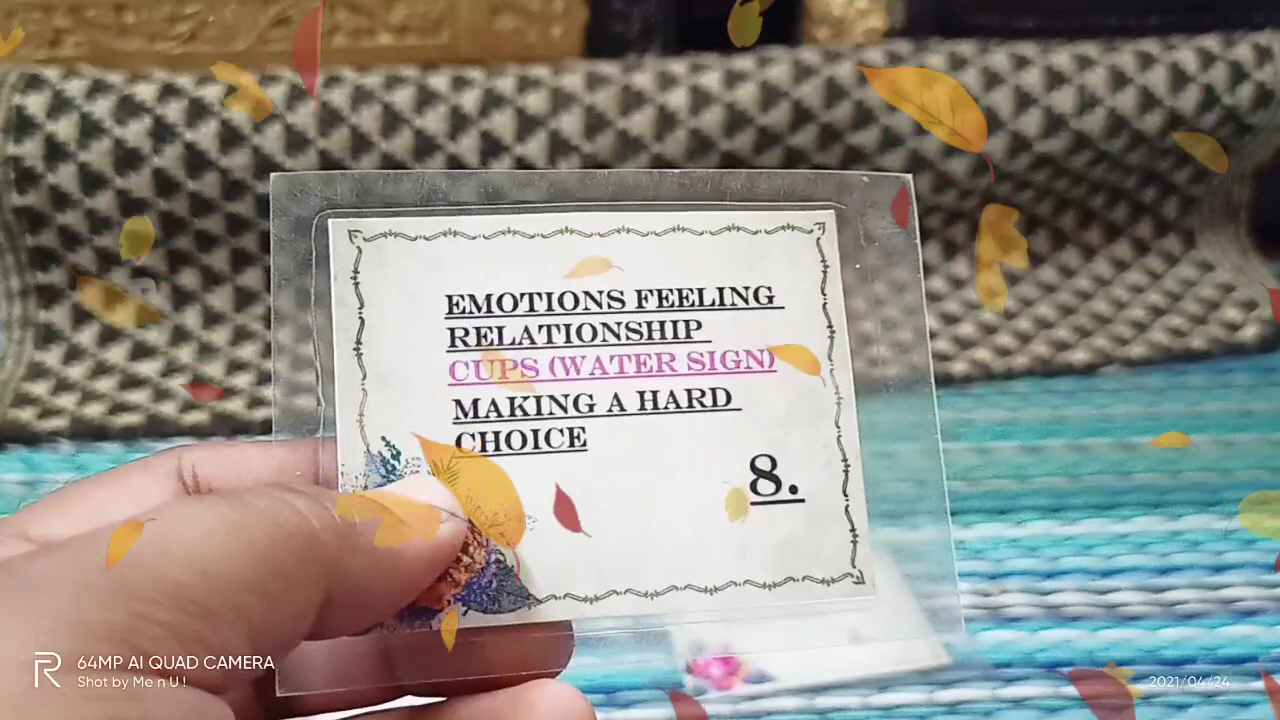 EMOTIONS FEELING
RELATIONSHIP
CUPS (WATER SIGN)
MAKING A HARD
CHOICE
8.
R
64MP AI QUAD CAMERA
Shot by Me n U !
2021/04/24